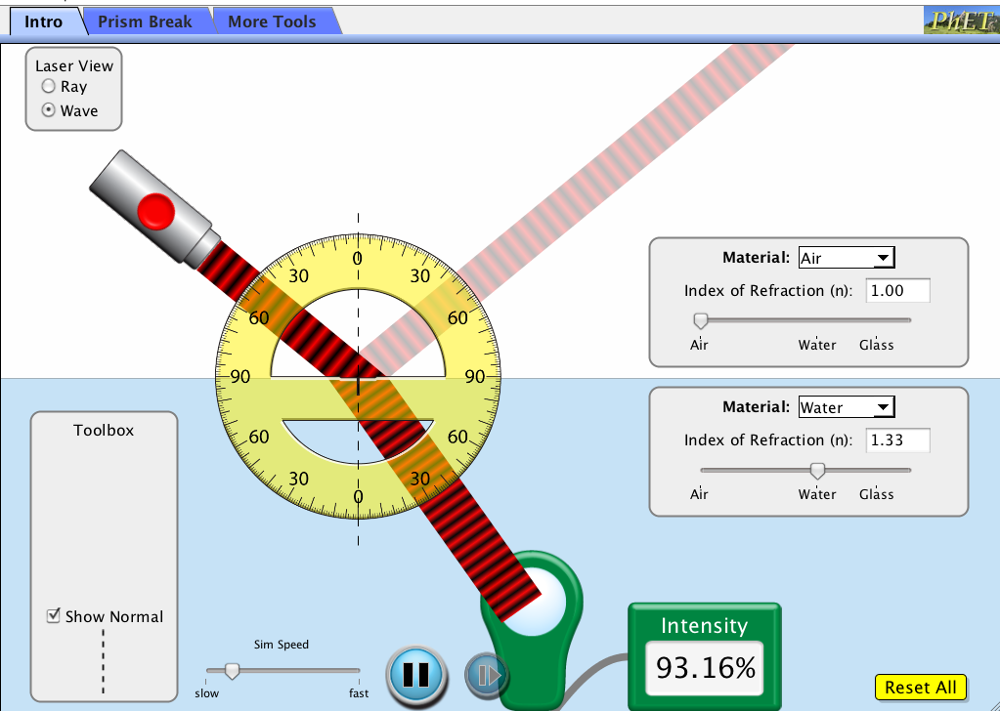 Intro
Prism Break
More Tools
PhET
Laser View
Ray
Wave
0
30
30
60
60
90
90
60
60
30
30
0
Material: Air
Index of Refraction (n): 1.00
Air
Water
Glass
Material: Water
Index of Refraction (n): 1.33
Air
Water
Glass
Toolbox
Show Normal
Sim Speed
slow
fast
Intensity
93.16%
Reset All